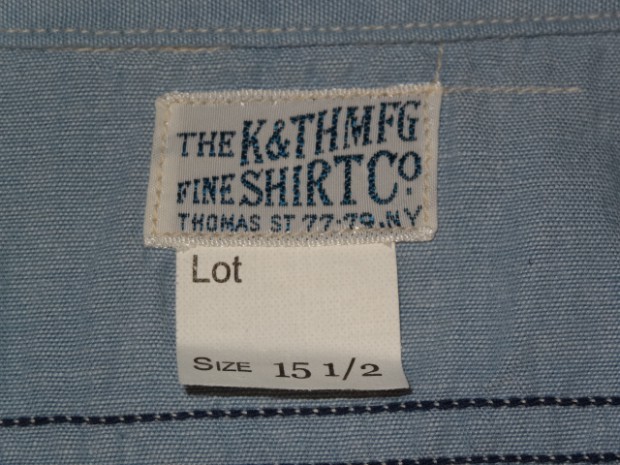 THE K&THMFG
FINE SHIRT Co
THOMAS ST 77-79.NY
Lot
SIZE 15 1/2